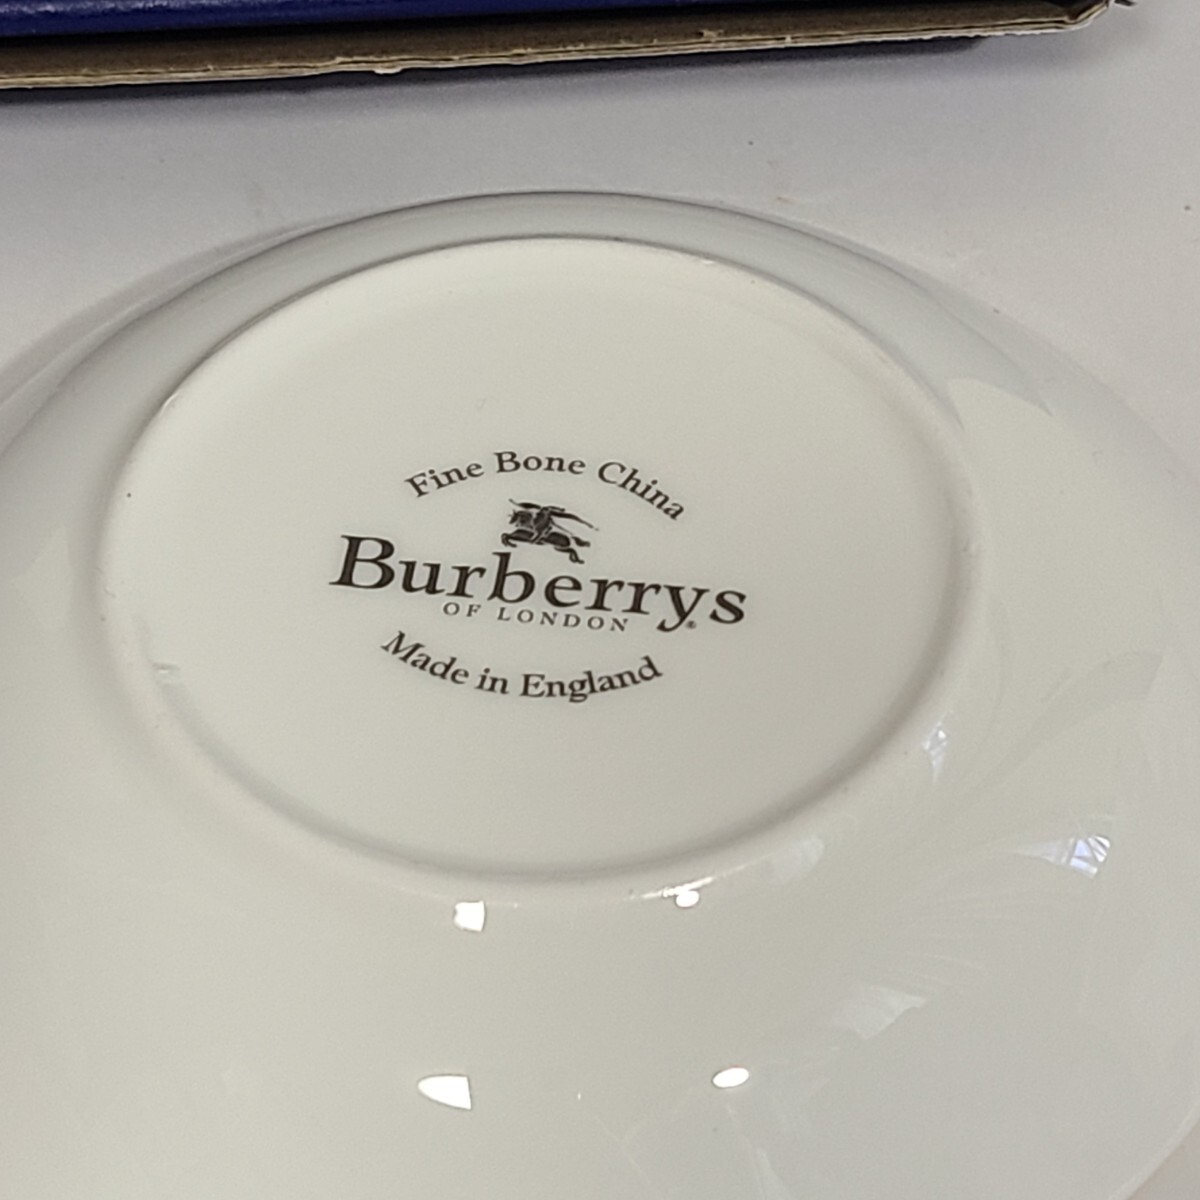 Fine Bone China
Burberrys®
OF LONDON
Made in England